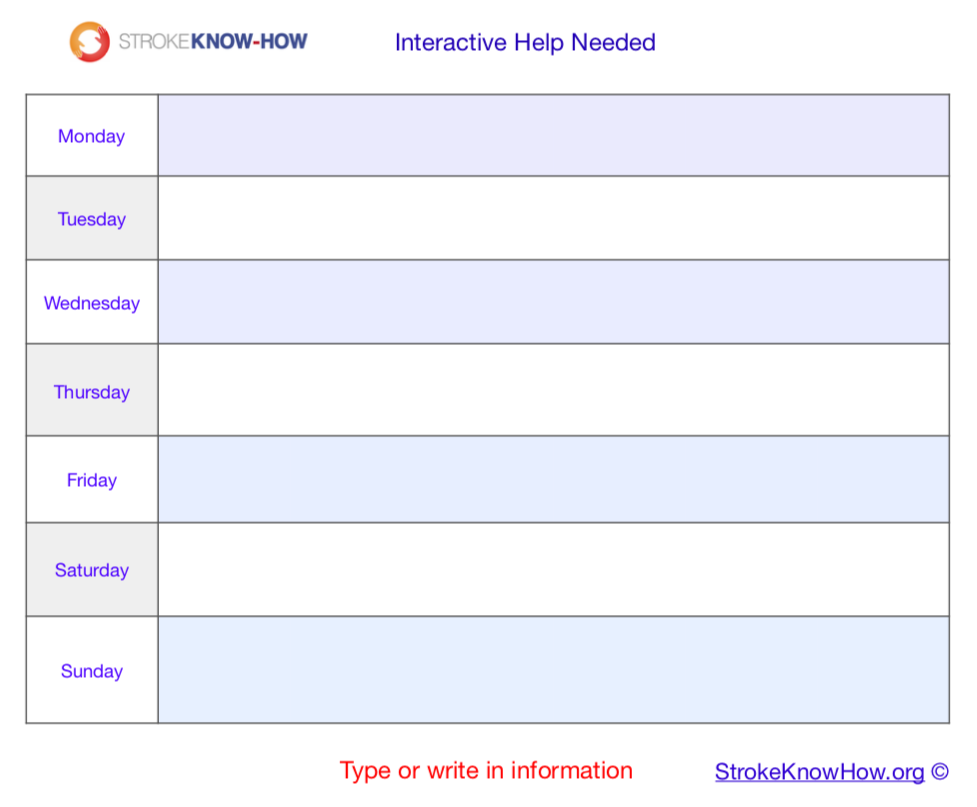 STROKEKNOW-HOW
Interactive Help Needed
Monday
Tuesday
Wednesday
Thursday
Friday
Saturday
Sunday
Type or write in information
StrokeKnowHow.org ©